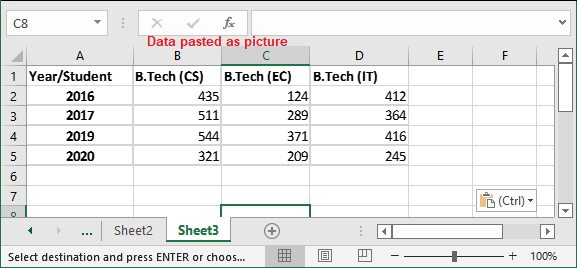 C8 fx
Data pasted as picture
A B C D E F
1 Year/Student B.Tech (CS) B.Tech (EC) B.Tech (IT)
2 2016 435 124 412
3 2017 511 289 364
4 2019 544 371 416
5 2020 321 209 245
6
7 (Ctrl)
8
... Sheet2 Sheet3
Select destination and press ENTER or choos... 100%